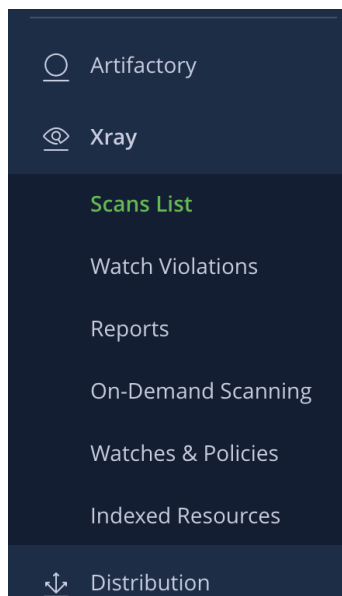 Artifactory
Xray
Scans List
Watch Violations
Reports
On-Demand Scanning
Watches & Policies
Indexed Resources
Distribution